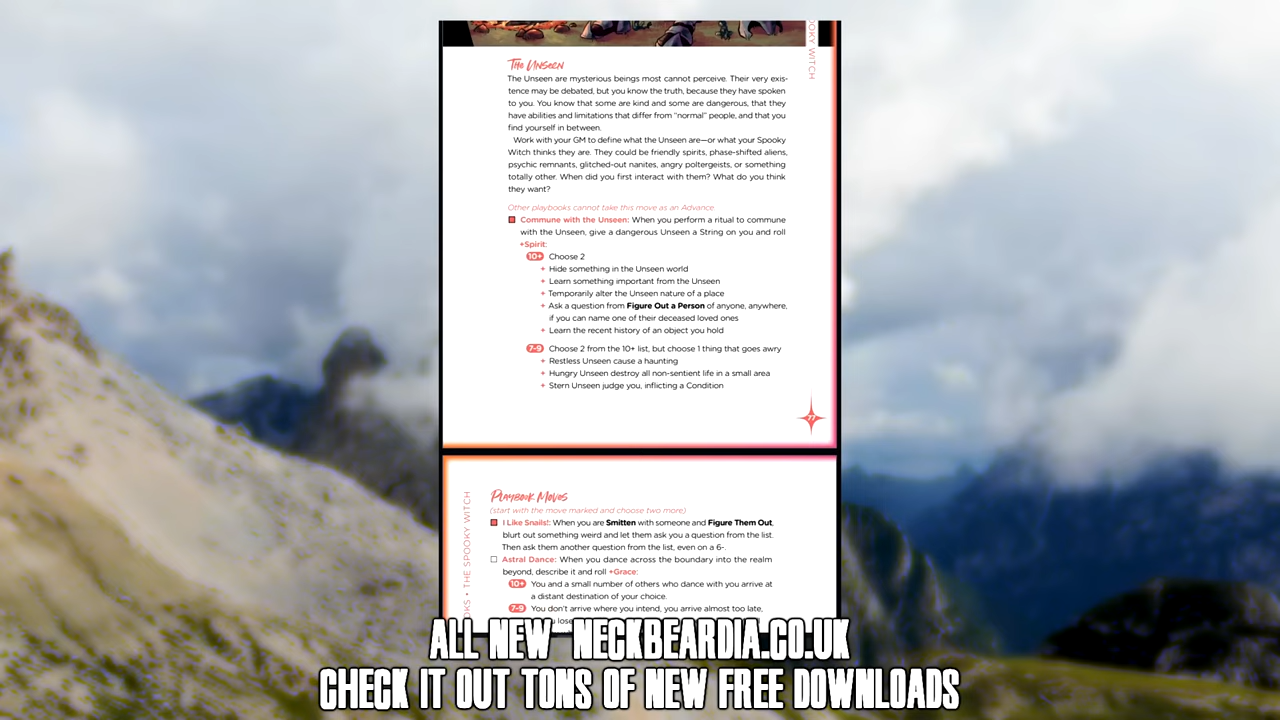 The Unseen
The Unseen are mysterious beings most cannot perceive. Their very exis-
tence may be debated, but you know the truth, because they have spoken
to you. You know that some are kind and some are dangerous, that they
have abilities and limitations that differ from “normal” people, and that you
find yourself in between.
Work with your GM to define what the Unseen are—or what your Spooky
Witch thinks they are. They could be friendly spirits, phase-shifted aliens,
psychic remnants, glitched-out nanites, angry poltergeists, or something
totally other. When did you first interact with them? What do you think
they want?
Other playbooks cannot take this move as an Advance
Commune with the Unseen: When you perform a ritual to commune
with the Unseen, give a dangerous Unseen a String on you and roll
+Spirit:
10+ Choose 2
+ Hide something in the Unseen world
+ Learn something important from the Unseen
+ Temporarily alter the Unseen nature of a place
+ Ask a question from Figure Out a Person of anyone, anywhere,
if you can name one of their deceased loved ones
+ Learn the recent history of an object you hold
7-9 Choose 2 from the 10+ list, but choose 1 thing that goes awry
+ Restless Unseen cause a haunting
+ Hungry Unseen destroy all non-sentient life in a small area
+ Stern Unseen judge you, inflicting a Condition
OOKY WITCH
77
Playbook Moves
(start with the move marked and choose two more)
I Like Snails!: When you are Smitten with someone and Figure Them Out,
blurt out something weird and let them ask you a question from the list.
Then ask them another question from the list, even on a 6-.
Astral Dance: When you dance across the boundary into the realm
beyond, describe it and roll +Grace:
10+ You and a small number of others who dance with you arrive at
a distant destination of your choice.
7-9 You don’t arrive where you intend, you arrive almost too late,
OKS • THE SPOOKY WITCH
ALL NEW NECKBEARDIA.CO.UK
CHECK IT OUT TONS OF NEW FREE DOWNLOADS